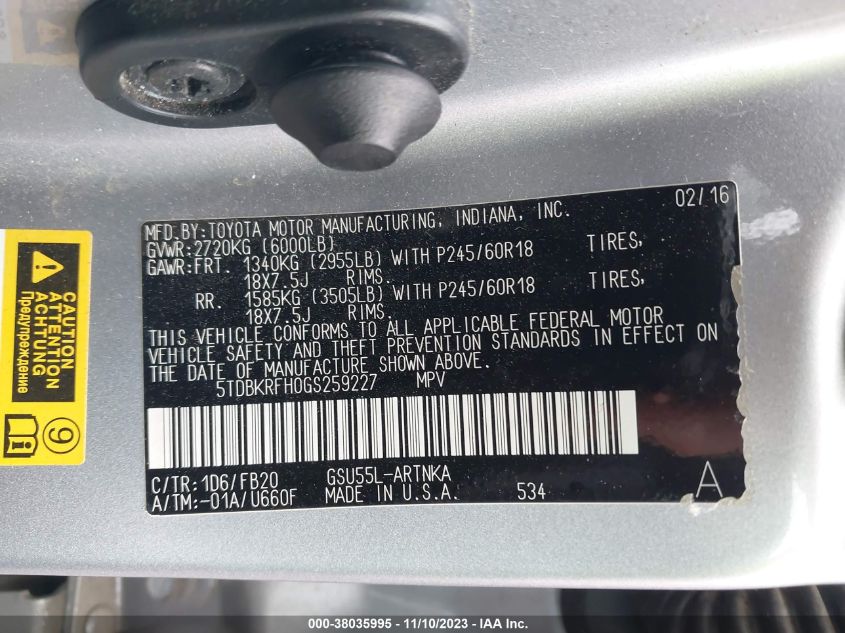 MFD.BY:TOYOTA MOTOR MANUFACTURING, INDIANA, INC. 02/16
GVWR:2720KG (6000LB)
GAWR:FRT. 1340KG (2955LB) WITH P245/60R18 TIRES,
18X7.5J RIMS.
RR. 1585KG (3505LB) WITH P245/60R18 TIRES,
18X7.5J RIMS.
THIS VEHICLE CONFORMS TO ALL APPLICABLE FEDERAL MOTOR
VEHICLE SAFETY AND THEFT PREVENTION STANDARDS IN EFFECT ON
THE DATE OF MANUFACTURE SHOWN ABOVE.
5TDBKRFH0GS259227 MPV
C/TR:1D6/FB20 GSU55L-ARTNKA
A/TM:-01A/U660F MADE IN U.S.A. 534 A
CAUTION
ATTENTION
ACHTUNG
Предупреждение
9
000-38035995 - 11/10/2023 - IAA Inc.